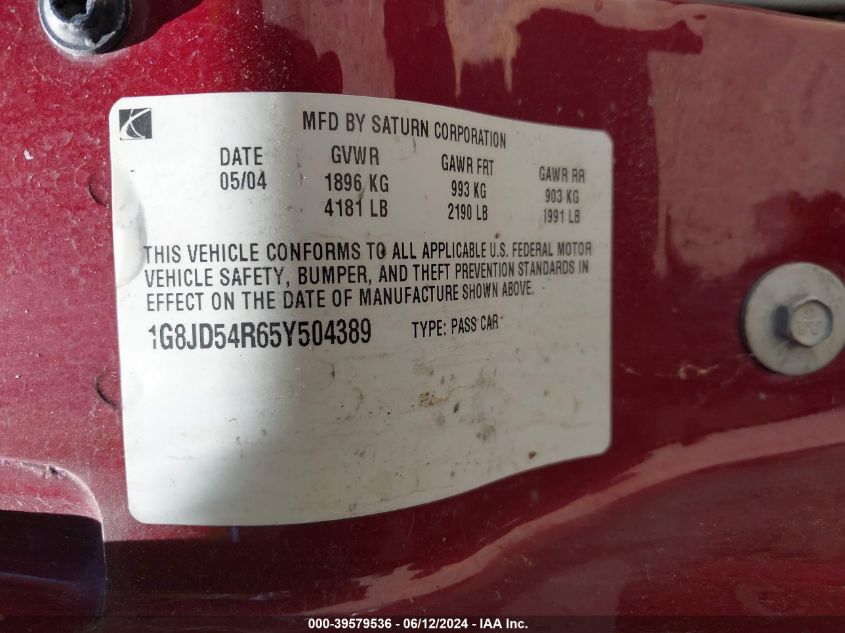 MFD BY SATURN CORPORATION
DATE GVWR GAWR FRT GAWR RR
05/04 1896 KG 993 KG 903 KG
4181 LB 2190 LB 1991 LB
THIS VEHICLE CONFORMS TO ALL APPLICABLE U.S. FEDERAL MOTOR
VEHICLE SAFETY, BUMPER, AND THEFT PREVENTION STANDARDS IN
EFFECT ON THE DATE OF MANUFACTURE SHOWN ABOVE.
1G8JD54R65Y504389 TYPE: PASS CAR
000-39579536 - 06/12/2024 - IAA Inc.